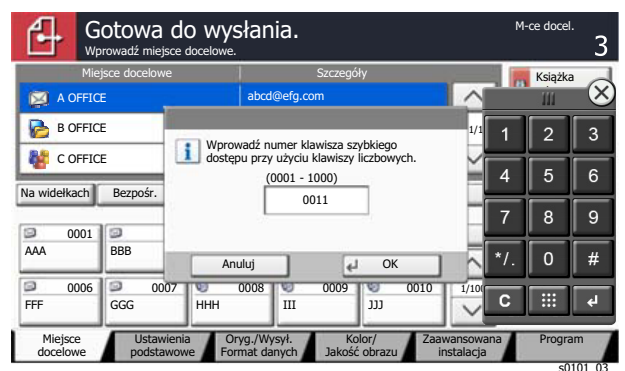 Gotowa do wysłania.
Wprowadź miejsce docelowe.
M-ce docel.
3
Miejsce docelowe
Szczegóły
Książka
A OFFICE
abcd@efg.com
B OFFICE
C OFFICE
1/1
Wprowadź numer klawisza szybkiego
dostępu przy użyciu klawiszy liczbowych.
(0001 - 1000)
0011
Anuluj
OK
1 2 3
4 5 6
7 8 9
*/. 0 #
C
Na widełkach
Bezpośr.
0001
AAA
BBB
0006
FFF
0007
GGG
0008
HHH
0009
III
0010
JJJ
1/100
Miejsce
docelowe
Ustawienia
podstawowe
Oryg./Wysył.
Format danych
Kolor/
Jakość obrazu
Zaawansowana
instalacja
Program
s0101_03